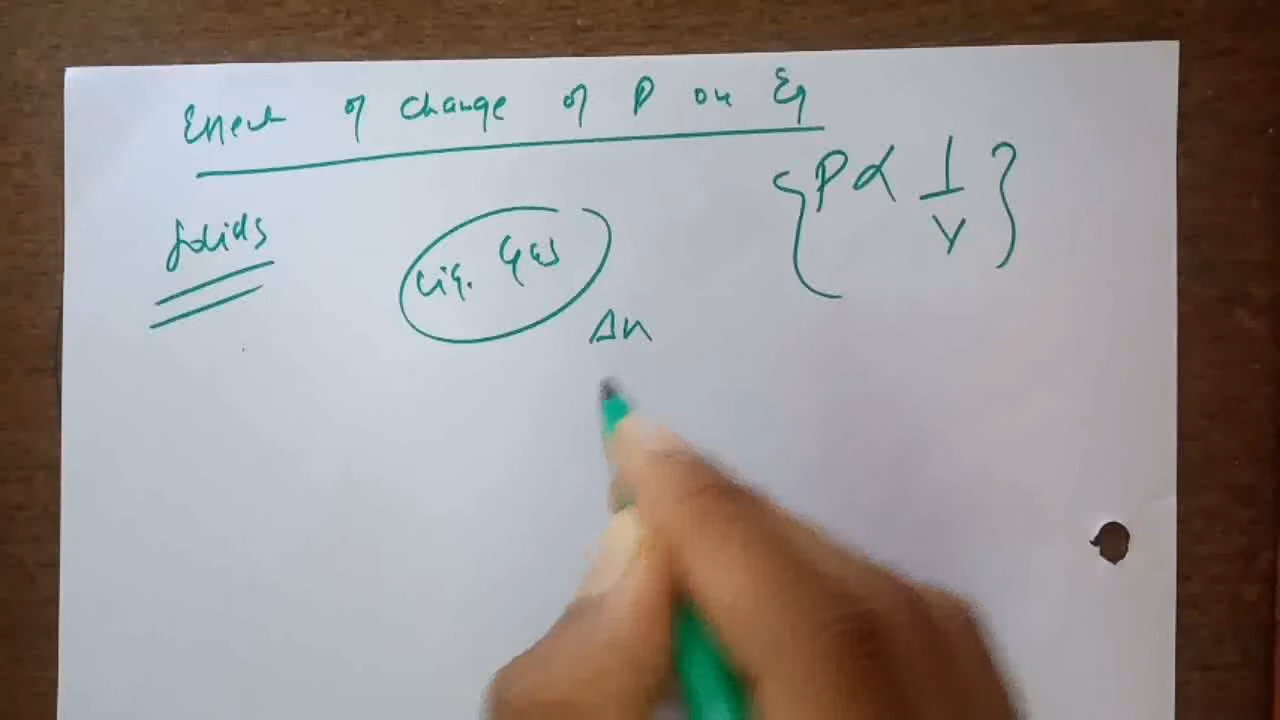 Effect of change of P on Eq
{P ∝ 1/V}
Solids
Liq. Gas
Δn